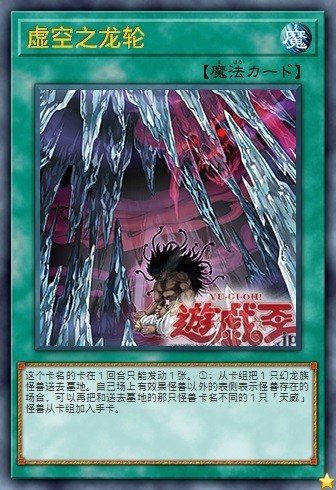 虚空之龙轮
魔
【魔法カード】
YU-GI-OH!
遊戯王
这个卡名的卡在1回合只能发动1张。①：从卡组把1只幻龙族
怪兽送去墓地。自己场上有效果怪兽以外的表侧表示怪兽存在的
场合，可以再把和送去墓地的那只怪兽卡名不同的1只「天威」
怪兽从卡组加入手卡。